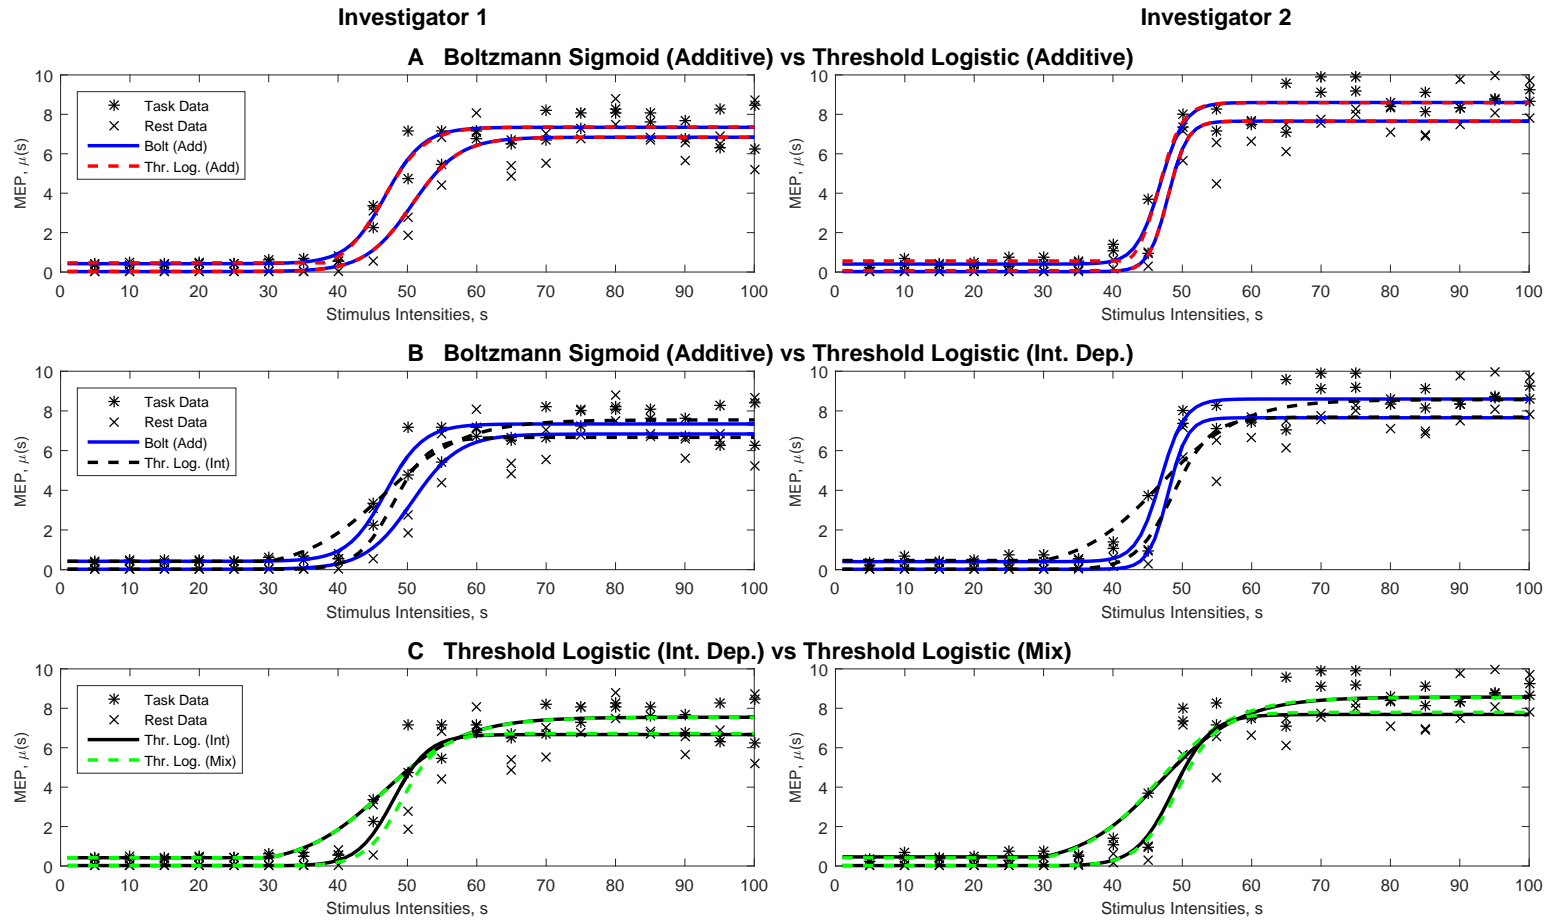 Investigator 1
Investigator 2
A Boltzmann Sigmoid (Additive) vs Threshold Logistic (Additive)
MEP, μ(s)
10
8
6
4
2
0
Task Data
Rest Data
Bolt (Add)
Thr. Log. (Add)
0 10 20 30 40 50 60 70 80 90 100
Stimulus Intensities, s
MEP, μ(s)
10
8
6
4
2
0
0 10 20 30 40 50 60 70 80 90 100
Stimulus Intensities, s
B Boltzmann Sigmoid (Additive) vs Threshold Logistic (Int. Dep.)
MEP, μ(s)
10
8
6
4
2
0
Task Data
Rest Data
Bolt (Add)
Thr. Log. (Int)
0 10 20 30 40 50 60 70 80 90 100
Stimulus Intensities, s
MEP, μ(s)
10
8
6
4
2
0
0 10 20 30 40 50 60 70 80 90 100
Stimulus Intensities, s
C Threshold Logistic (Int. Dep.) vs Threshold Logistic (Mix)
MEP, μ(s)
10
8
6
4
2
0
Task Data
Rest Data
Thr. Log. (Int)
Thr. Log. (Mix)
0 10 20 30 40 50 60 70 80 90 100
Stimulus Intensities, s
MEP, μ(s)
10
8
6
4
2
0
0 10 20 30 40 50 60 70 80 90 100
Stimulus Intensities, s